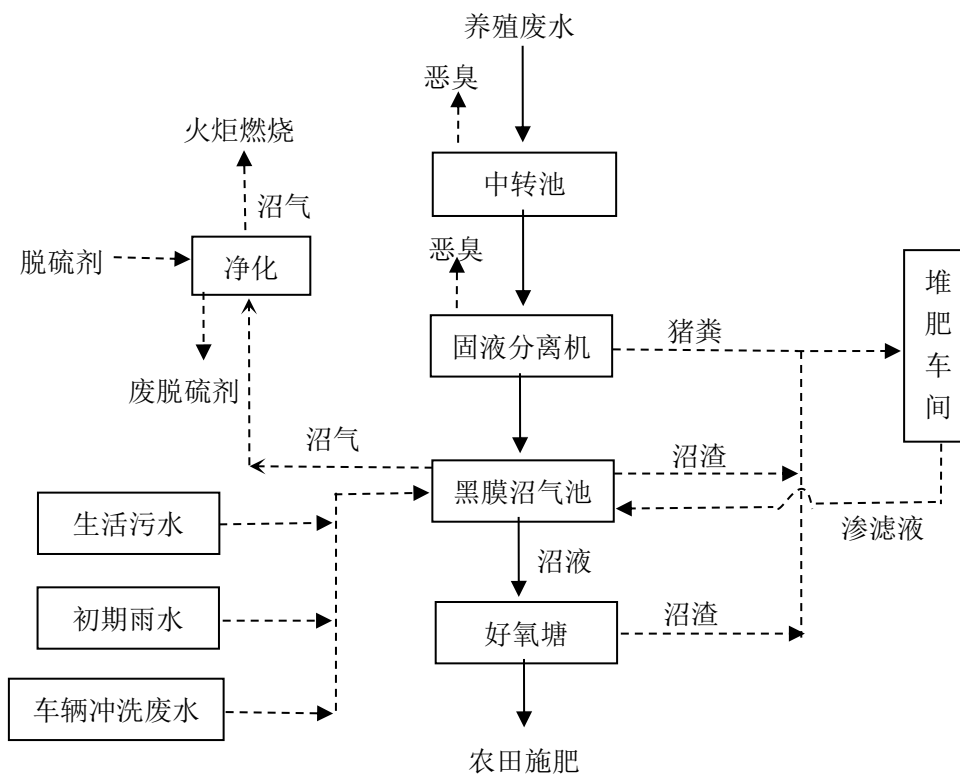 养殖废水
恶臭
火炬燃烧
中转池
沼气
恶臭
脱硫剂
净化
堆
肥
车
间
猪粪
固液分离机
废脱硫剂
沼气
沼渣
黑膜沼气池
生活污水
渗滤液
沼液
初期雨水
沼渣
好氧塘
车辆冲洗废水
农田施肥